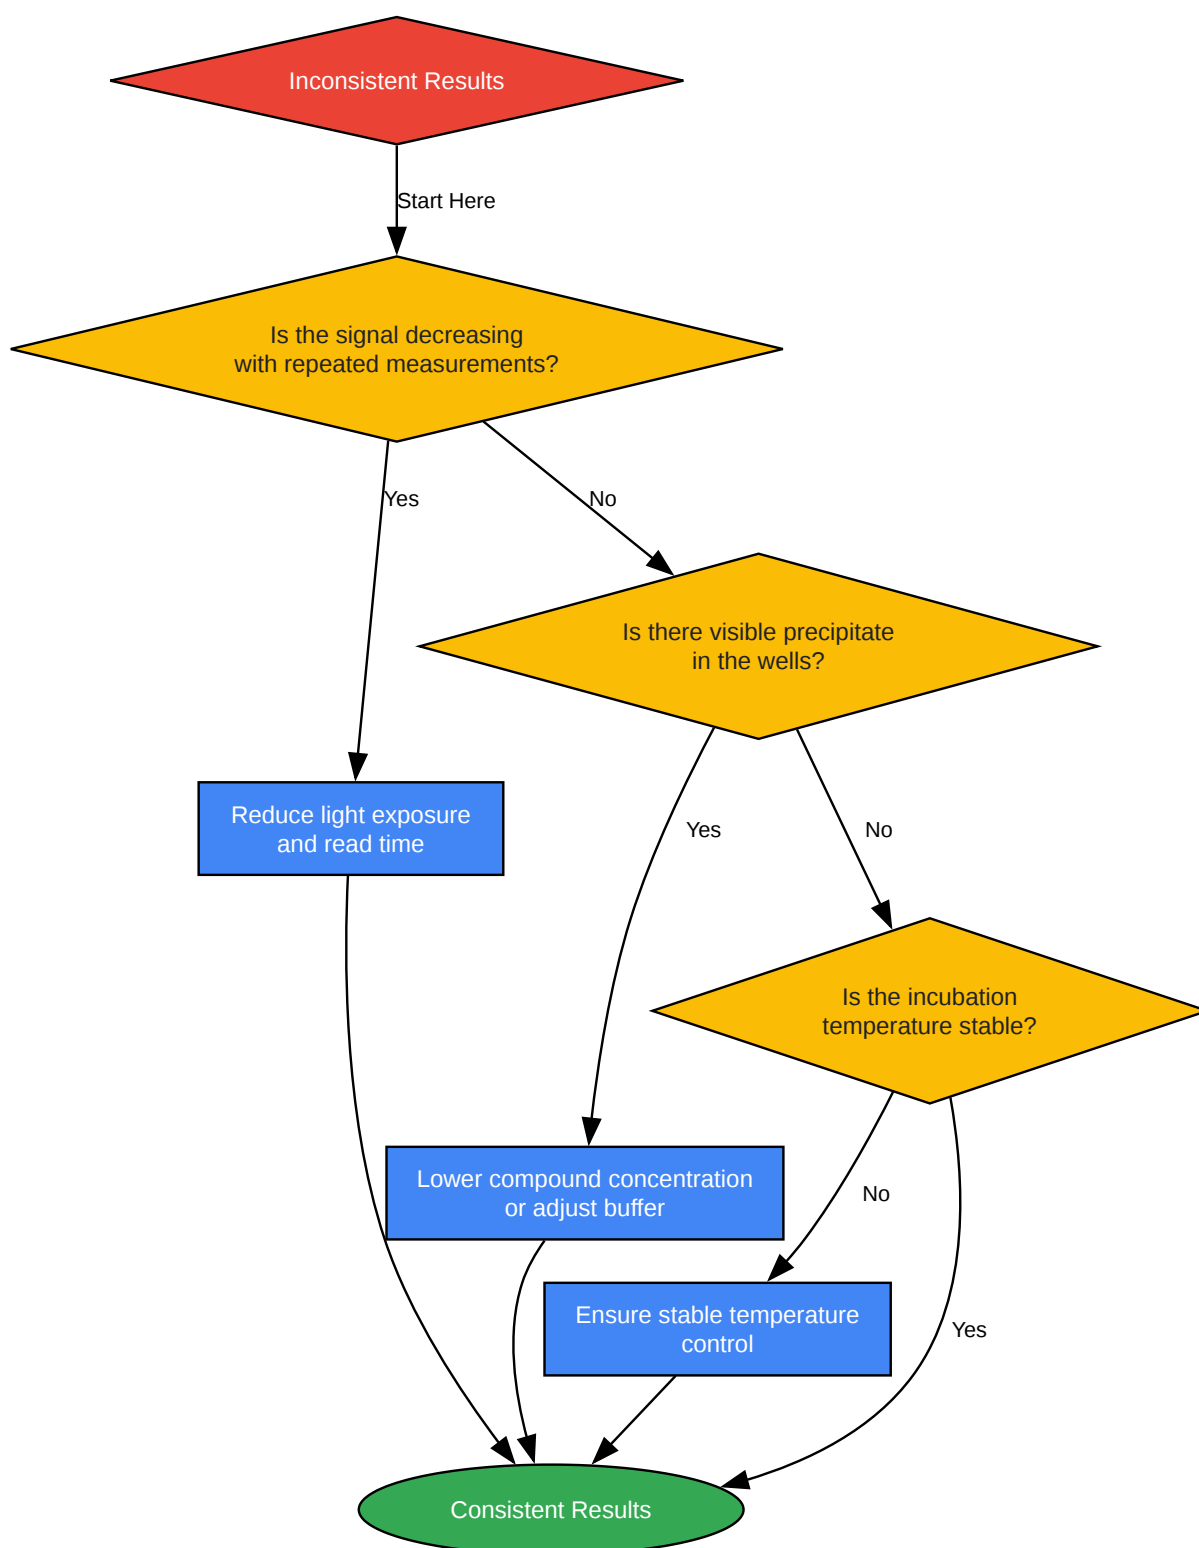 Inconsistent Results
Start Here
Is the signal decreasing
with repeated measurements?
Yes
No
Is there visible precipitate
in the wells?
Reduce light exposure
and read time
Yes
No
Is the incubation
temperature stable?
Lower compound concentration
or adjust buffer
No
Ensure stable temperature
control
Yes
Consistent Results